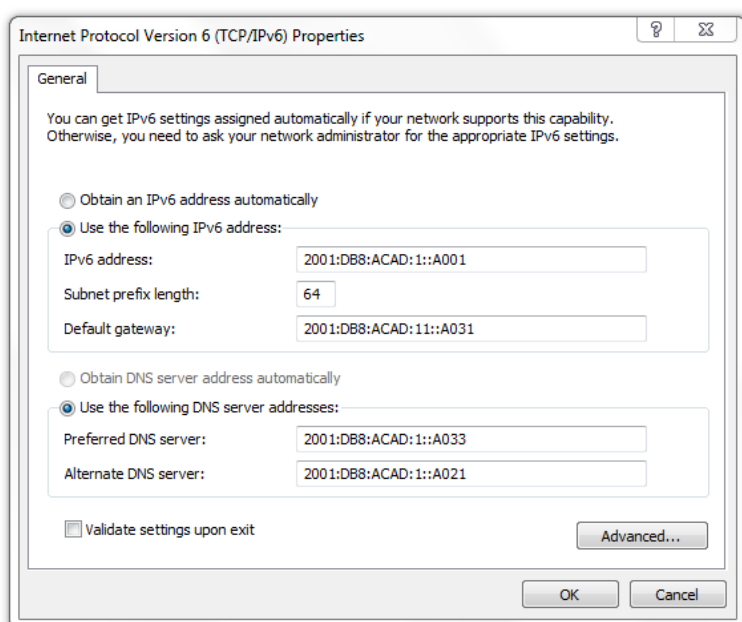 Internet Protocol Version 6 (TCP/IPv6) Properties
General
You can get IPv6 settings assigned automatically if your network supports this capability.
Otherwise, you need to ask your network administrator for the appropriate IPv6 settings.
Obtain an IPv6 address automatically
Use the following IPv6 address:
IPv6 address: 2001:DB8:ACAD:1::A001
Subnet prefix length: 64
Default gateway: 2001:DB8:ACAD:11::A031
Obtain DNS server address automatically
Use the following DNS server addresses:
Preferred DNS server: 2001:DB8:ACAD:1::A033
Alternate DNS server: 2001:DB8:ACAD:1::A021
Validate settings upon exit
Advanced...
OK Cancel